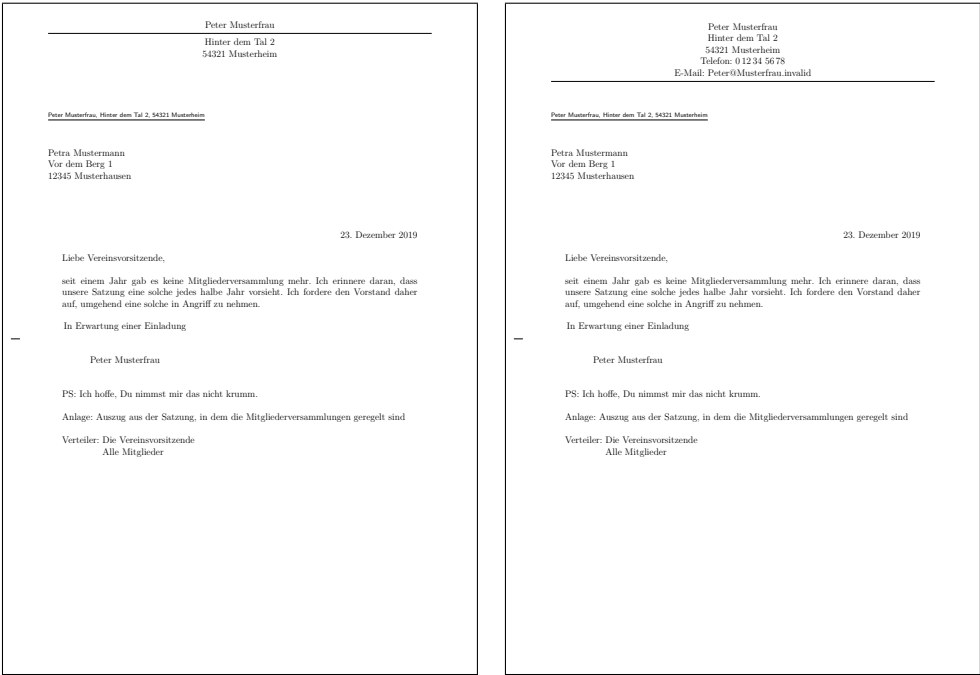 Peter Musterfrau
Hinter dem Tal 2
54321 Musterheim
Peter Musterfrau, Hinter dem Tal 2, 54321 Musterheim
Petra Mustermann
Vor dem Berg 1
12345 Musterhausen
23. Dezember 2019
Liebe Vereinsvorsitzende,
seit einem Jahr gab es keine Mitgliederversammlung mehr. Ich erinnere daran, dass
unsere Satzung eine solche jedes halbe Jahr vorsieht. Ich fordere den Vorstand daher
auf, umgehend eine solche in Angriff zu nehmen.
In Erwartung einer Einladung
Peter Musterfrau
PS: Ich hoffe, Du nimmst mir das nicht krumm.
Anlage: Auszug aus der Satzung, in dem die Mitgliederversammlungen geregelt sind
Verteiler: Die Vereinsvorsitzende
Alle Mitglieder
Peter Musterfrau
Hinter dem Tal 2
54321 Musterheim
Telefon: 0 12 34 56 78
E-Mail: Peter@Musterfrau.invalid
Peter Musterfrau, Hinter dem Tal 2, 54321 Musterheim
Petra Mustermann
Vor dem Berg 1
12345 Musterhausen
23. Dezember 2019
Liebe Vereinsvorsitzende,
seit einem Jahr gab es keine Mitgliederversammlung mehr. Ich erinnere daran, dass
unsere Satzung eine solche jedes halbe Jahr vorsieht. Ich fordere den Vorstand daher
auf, umgehend eine solche in Angriff zu nehmen.
In Erwartung einer Einladung
Peter Musterfrau
PS: Ich hoffe, Du nimmst mir das nicht krumm.
Anlage: Auszug aus der Satzung, in dem die Mitgliederversammlungen geregelt sind
Verteiler: Die Vereinsvorsitzende
Alle Mitglieder